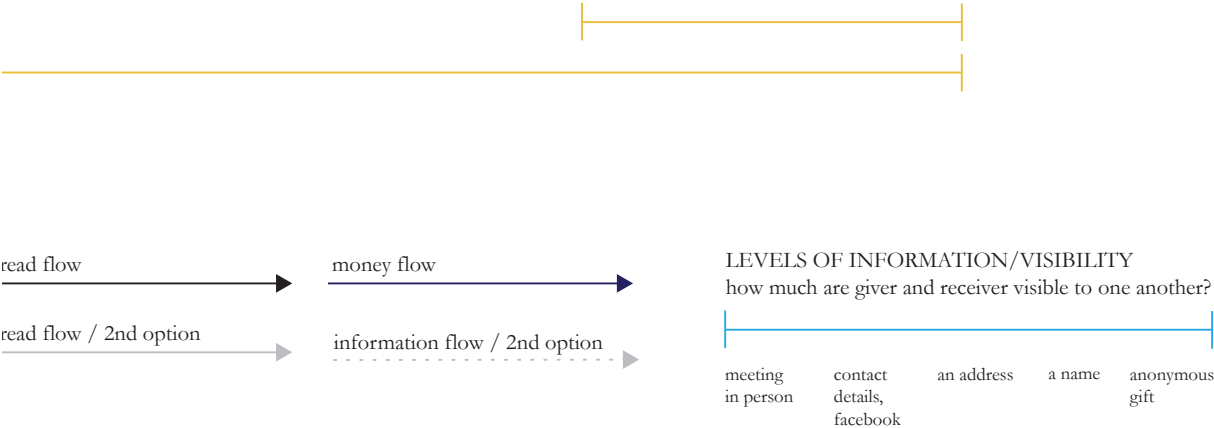 read flow
money flow
read flow / 2nd option
information flow / 2nd option
LEVELS OF INFORMATION/VISIBILITY
how much are giver and receiver visible to one another?
meeting
in person
contact
details,
facebook
an address
a name
anonymous
gift